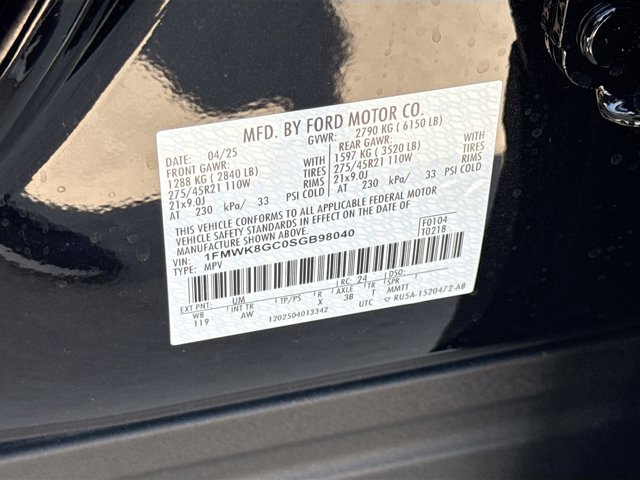 MFD. BY FORD MOTOR CO.
DATE: 04/25 GVWR: 2790 KG ( 6150 LB)
FRONT GAWR: WITH REAR GAWR: WITH
1288 KG ( 2840 LB) TIRES 1597 KG ( 3520 LB) TIRES
275/45R21 110W RIMS 275/45R21 110W RIMS
21x9.0J PSI COLD 21x9.0J PSI COLD
AT 230 kPa/ 33 AT 230 kPa/ 33
THIS VEHICLE CONFORMS TO ALL APPLICABLE FEDERAL MOTOR
VEHICLE SAFETY STANDARDS IN EFFECT ON THE DATE OF
MANUFACTURE SHOWN ABOVE.
VIN: 1FMWK8GC0SGB98040 F0104
TYPE: MPV T0218
EXT PNT: UM RC: 24 DSO:
WB INT TR TP/PS R AXLE TR SPR
119 AW X 3B T MMTT
1202504013342 UTC RU5A-1520472-AB